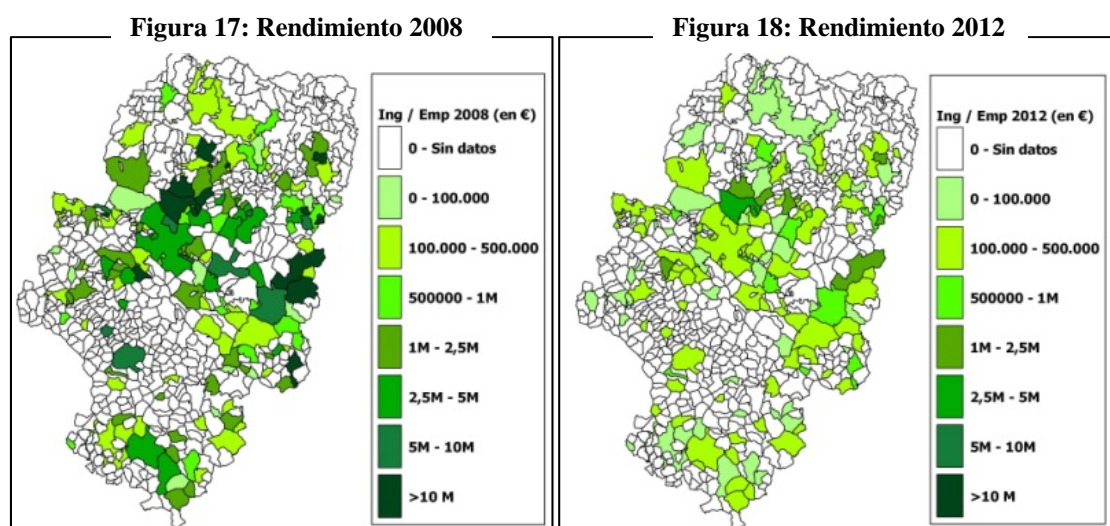 Figura 17: Rendimiento 2008
Ing / Emp 2008 (en €)
0 - Sin datos
0 - 100.000
100.000 - 500.000
500000 - 1M
1M - 2,5M
2,5M - 5M
5M - 10M
>10 M
Figura 18: Rendimiento 2012
Ing / Emp 2012 (en €)
0 - Sin datos
0 - 100.000
100.000 - 500.000
500000 - 1M
1M - 2,5M
2,5M - 5M
5M - 10M
>10 M